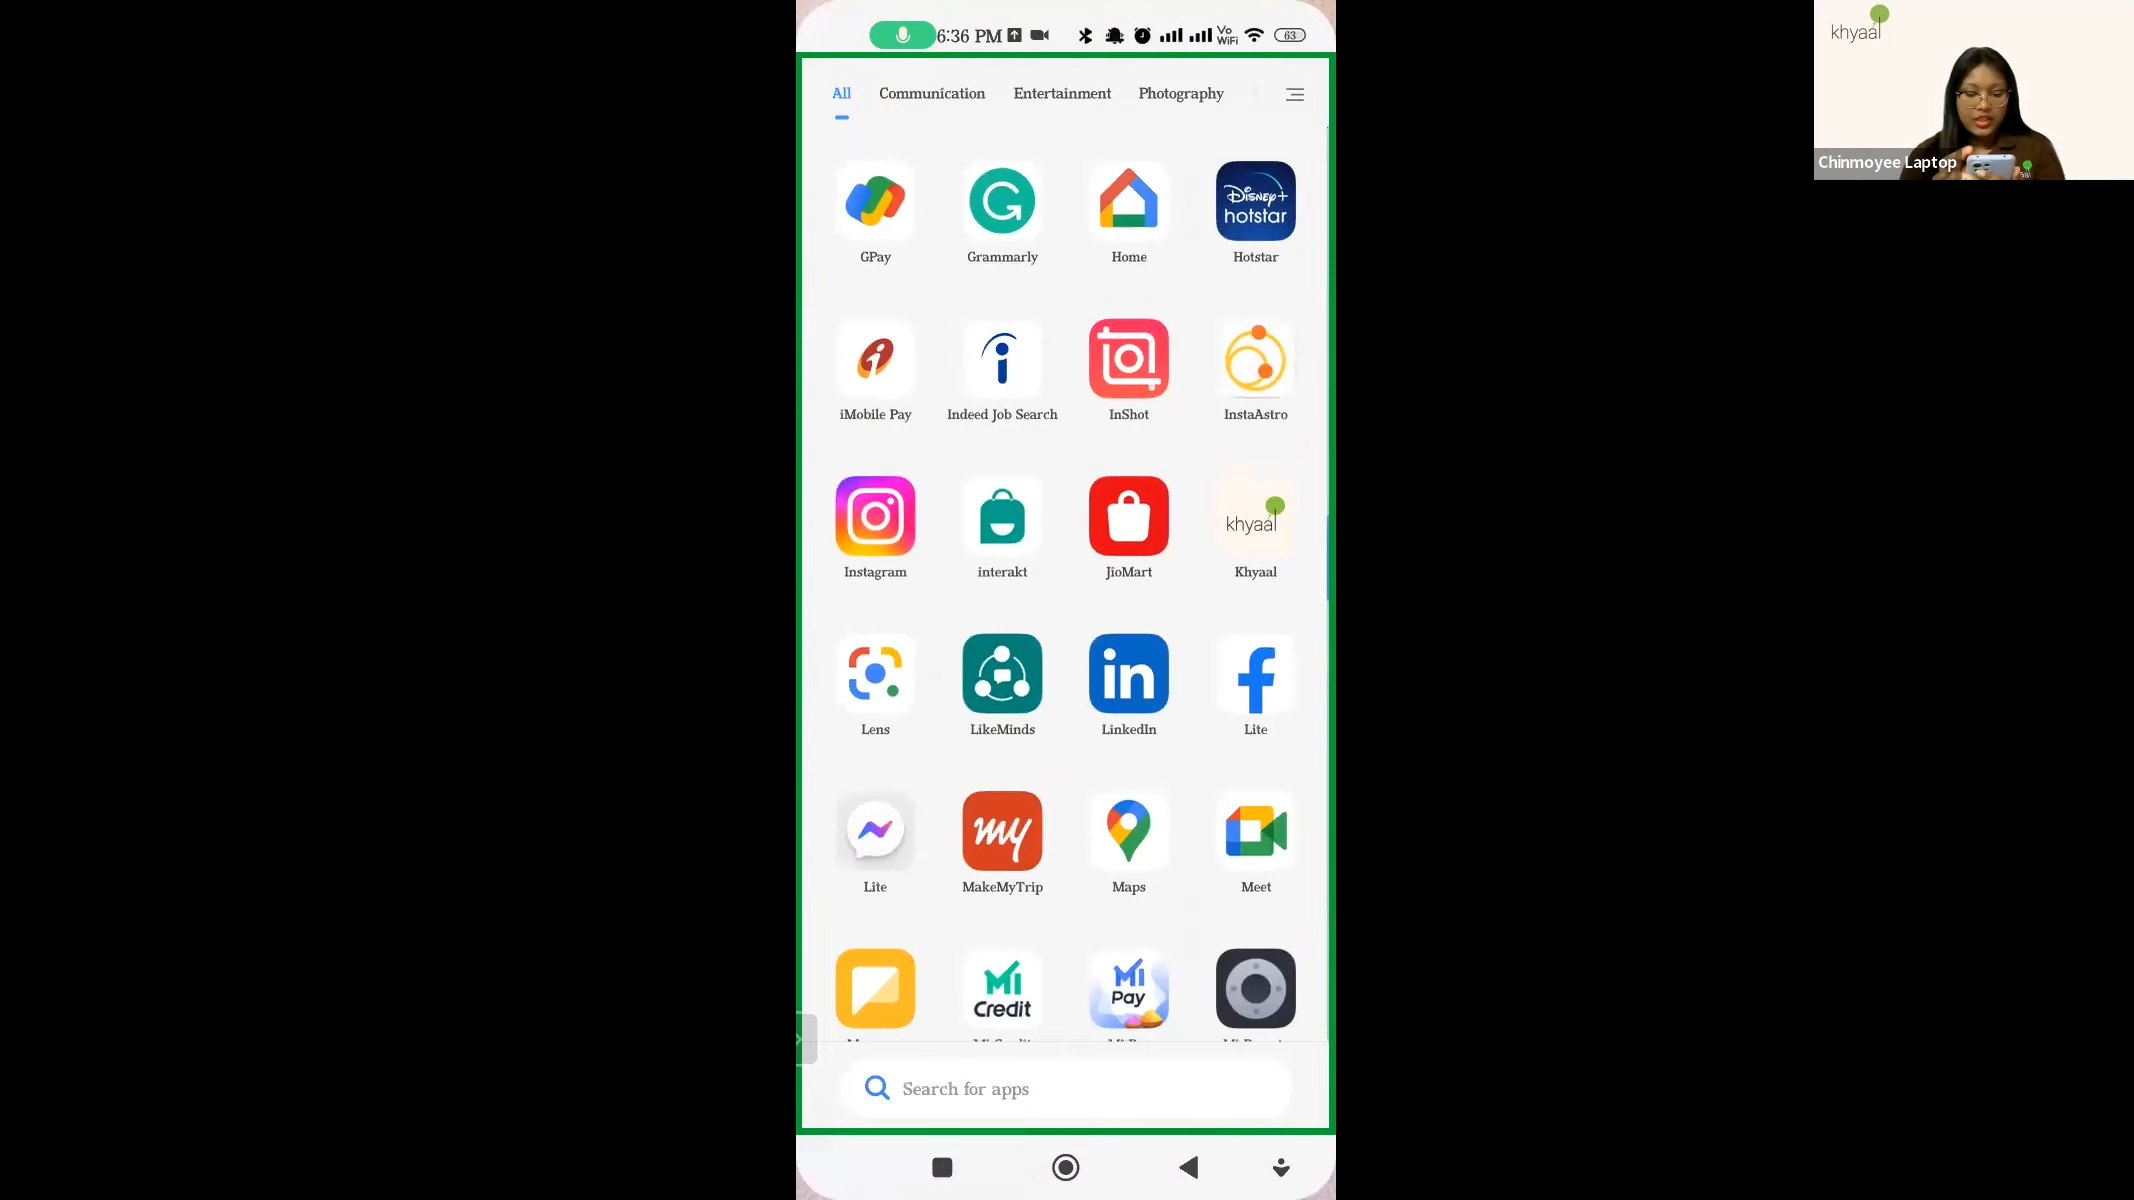 6:36 PM
Vo
WiFi
63
All Communication Entertainment Photography
Disney+
hotstar
GPay Grammarly Home Hotstar
iMobile Pay Indeed Job Search InShot InstaAstro
khyaal
Instagram interakt JioMart Khyaal
in
Lens LikeMinds LinkedIn Lite
my
Lite MakeMyTrip Maps Meet
MI
Credit
MI
Pay
Search for apps
khyaal
Chinmoyee Laptop